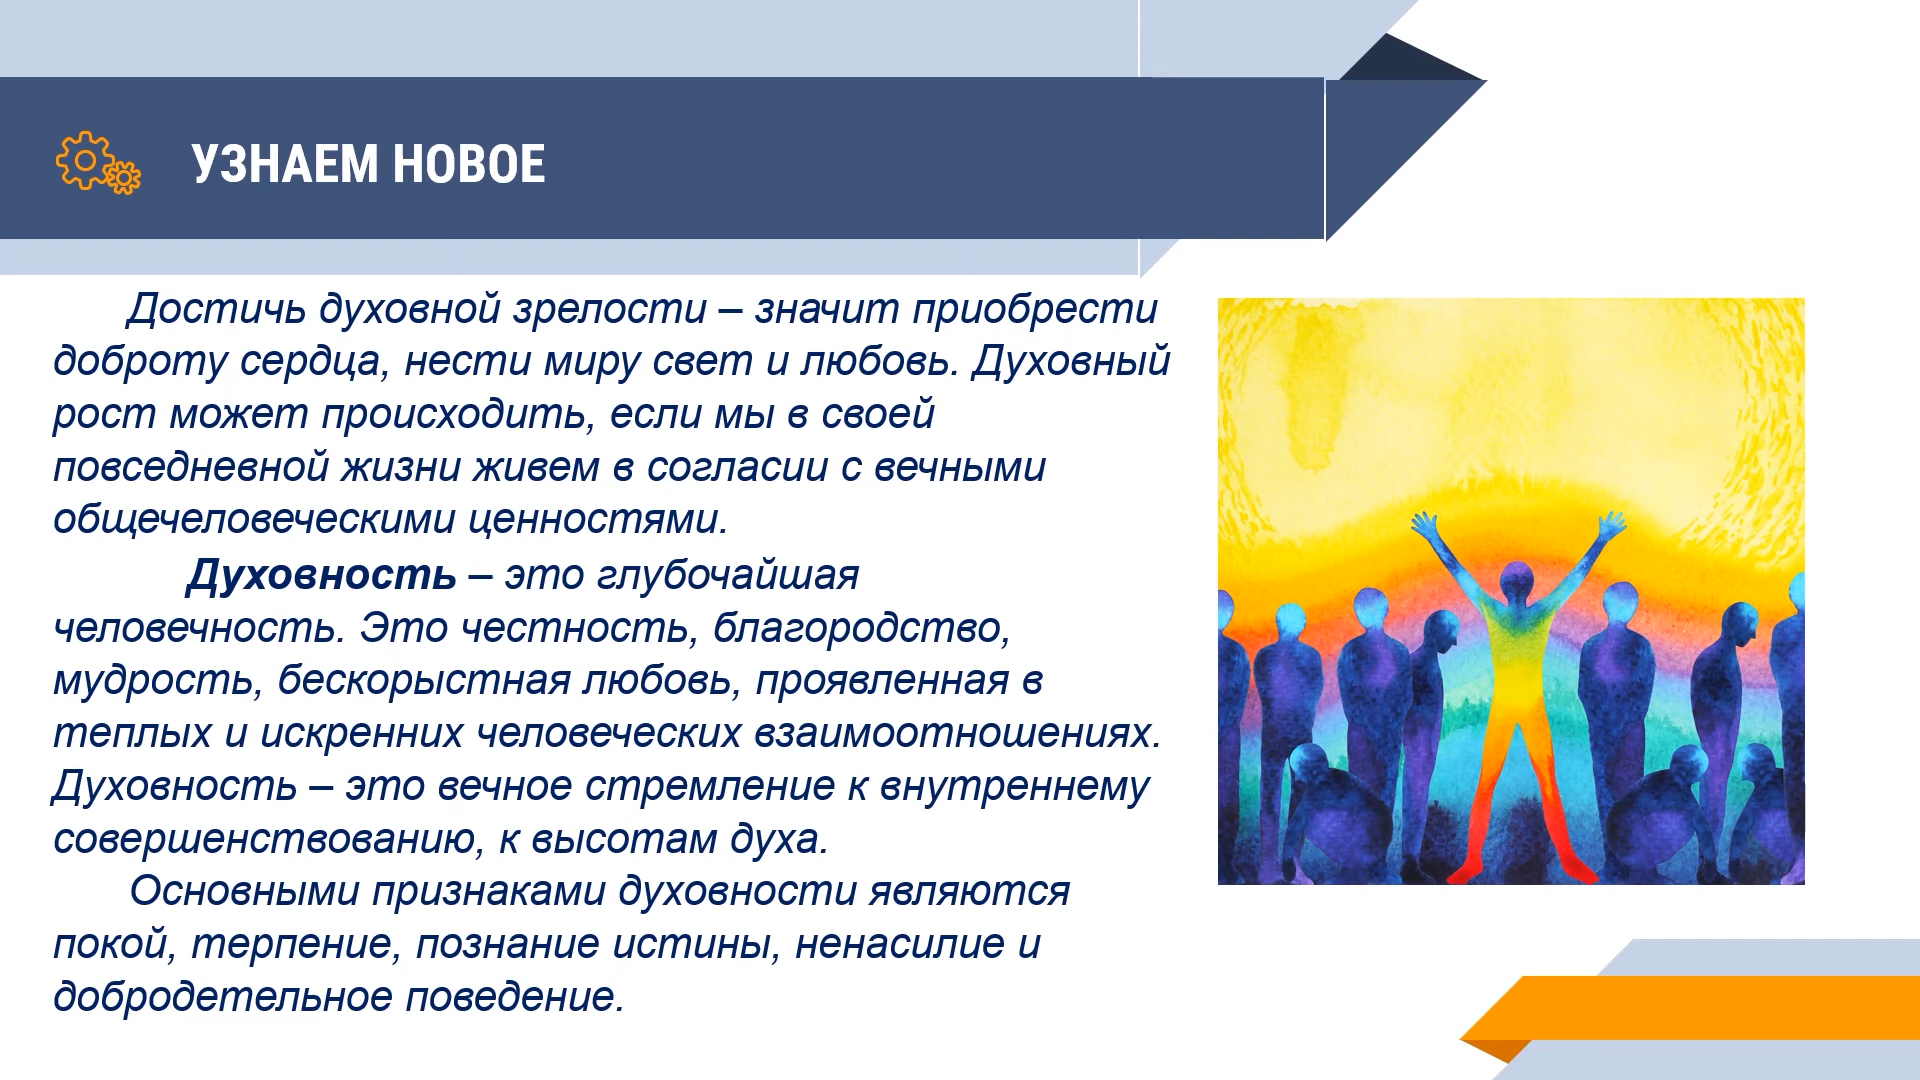 УЗНАЕМ НОВОЕ
Достичь духовной зрелости – значит приобрести
доброту сердца, нести миру свет и любовь. Духовный
рост может происходить, если мы в своей
повседневной жизни живем в согласии с вечными
общечеловеческими ценностями.
Духовность – это глубочайшая
человечность. Это честность, благородство,
мудрость, бескорыстная любовь, проявленная в
теплых и искренних человеческих взаимоотношениях.
Духовность – это вечное стремление к внутреннему
совершенствованию, к высотам духа.
Основными признаками духовности являются
покой, терпение, познание истины, ненасилие и
добродетельное поведение.